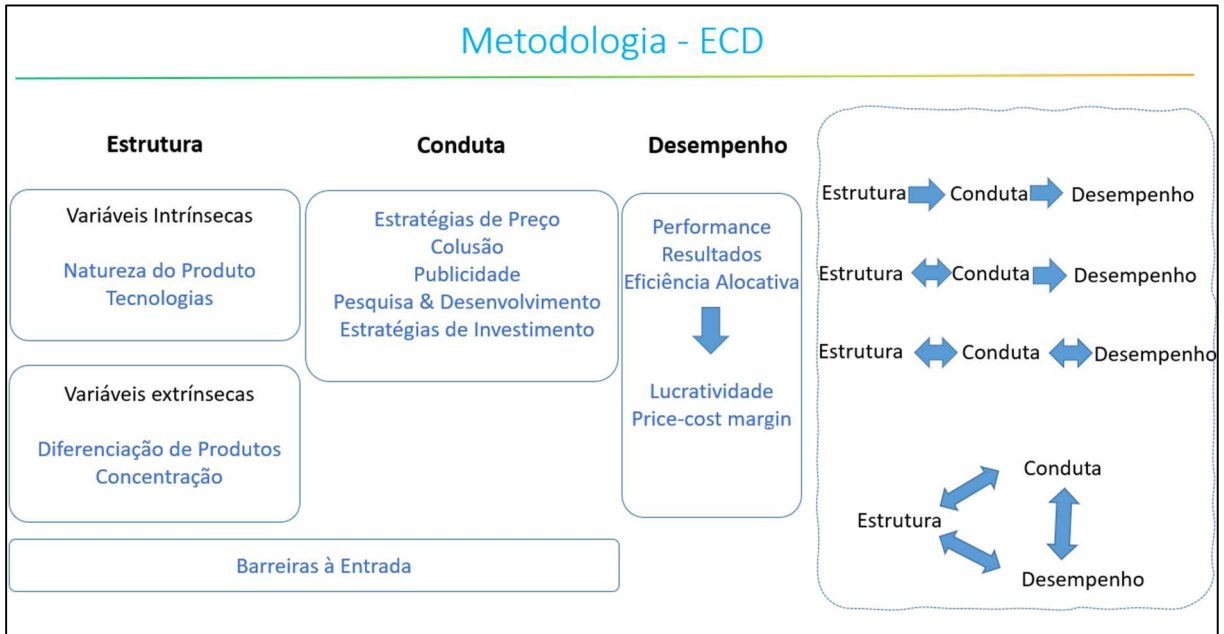 Metodologia - ECD
Estrutura
Variáveis Intrínsecas
Natureza do Produto
Tecnologias
Variáveis extrínsecas
Diferenciação de Produtos
Concentração
Conduta
Estratégias de Preço
Colusão
Publicidade
Pesquisa & Desenvolvimento
Estratégias de Investimento
Barreiras à Entrada
Desempenho
Performance
Resultados
Eficiência Alocativa
Lucratividade
Price-cost margin
Estrutura Conduta Desempenho
Estrutura Conduta Desempenho
Estrutura Conduta Desempenho
Conduta
Estrutura
Desempenho